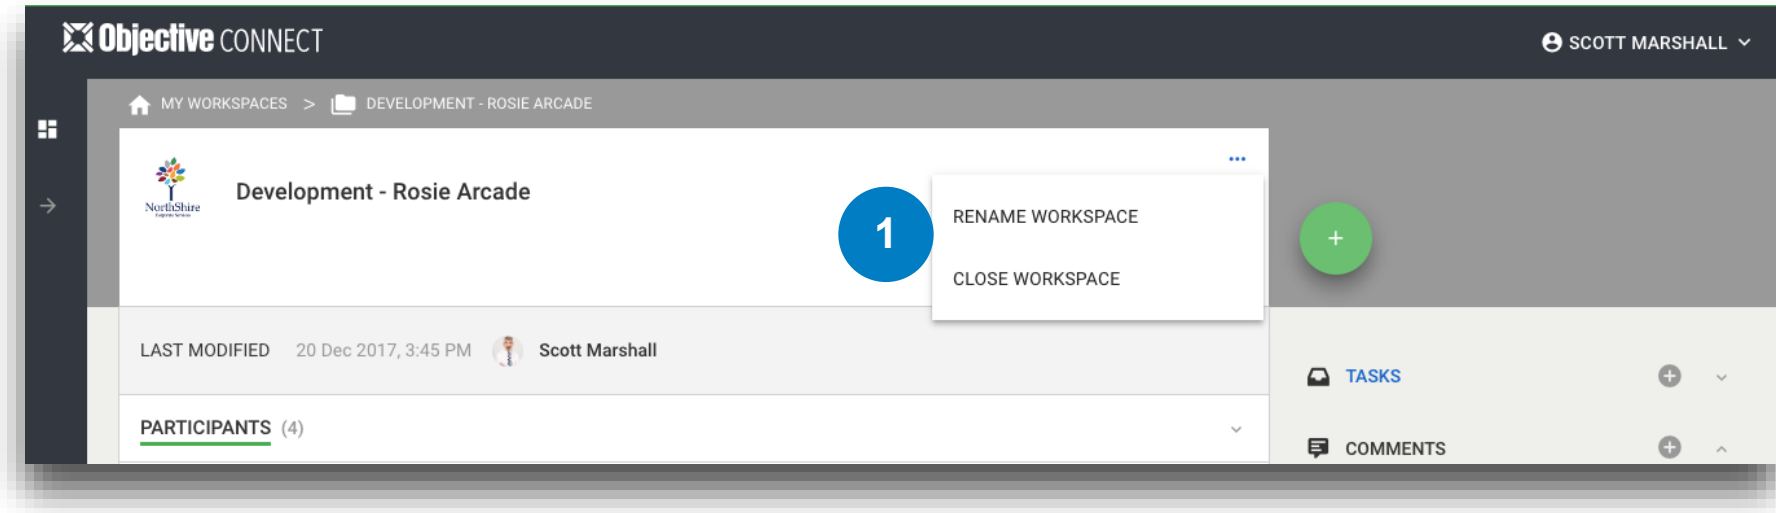 Objective CONNECT
SCOTT MARSHALL
MY WORKSPACES > DEVELOPMENT - ROSIE ARCADE
NorthShire
Development - Rosie Arcade
1
RENAME WORKSPACE
CLOSE WORKSPACE
+
LAST MODIFIED 20 Dec 2017, 3:45 PM Scott Marshall
TASKS
PARTICIPANTS (4)
COMMENTS